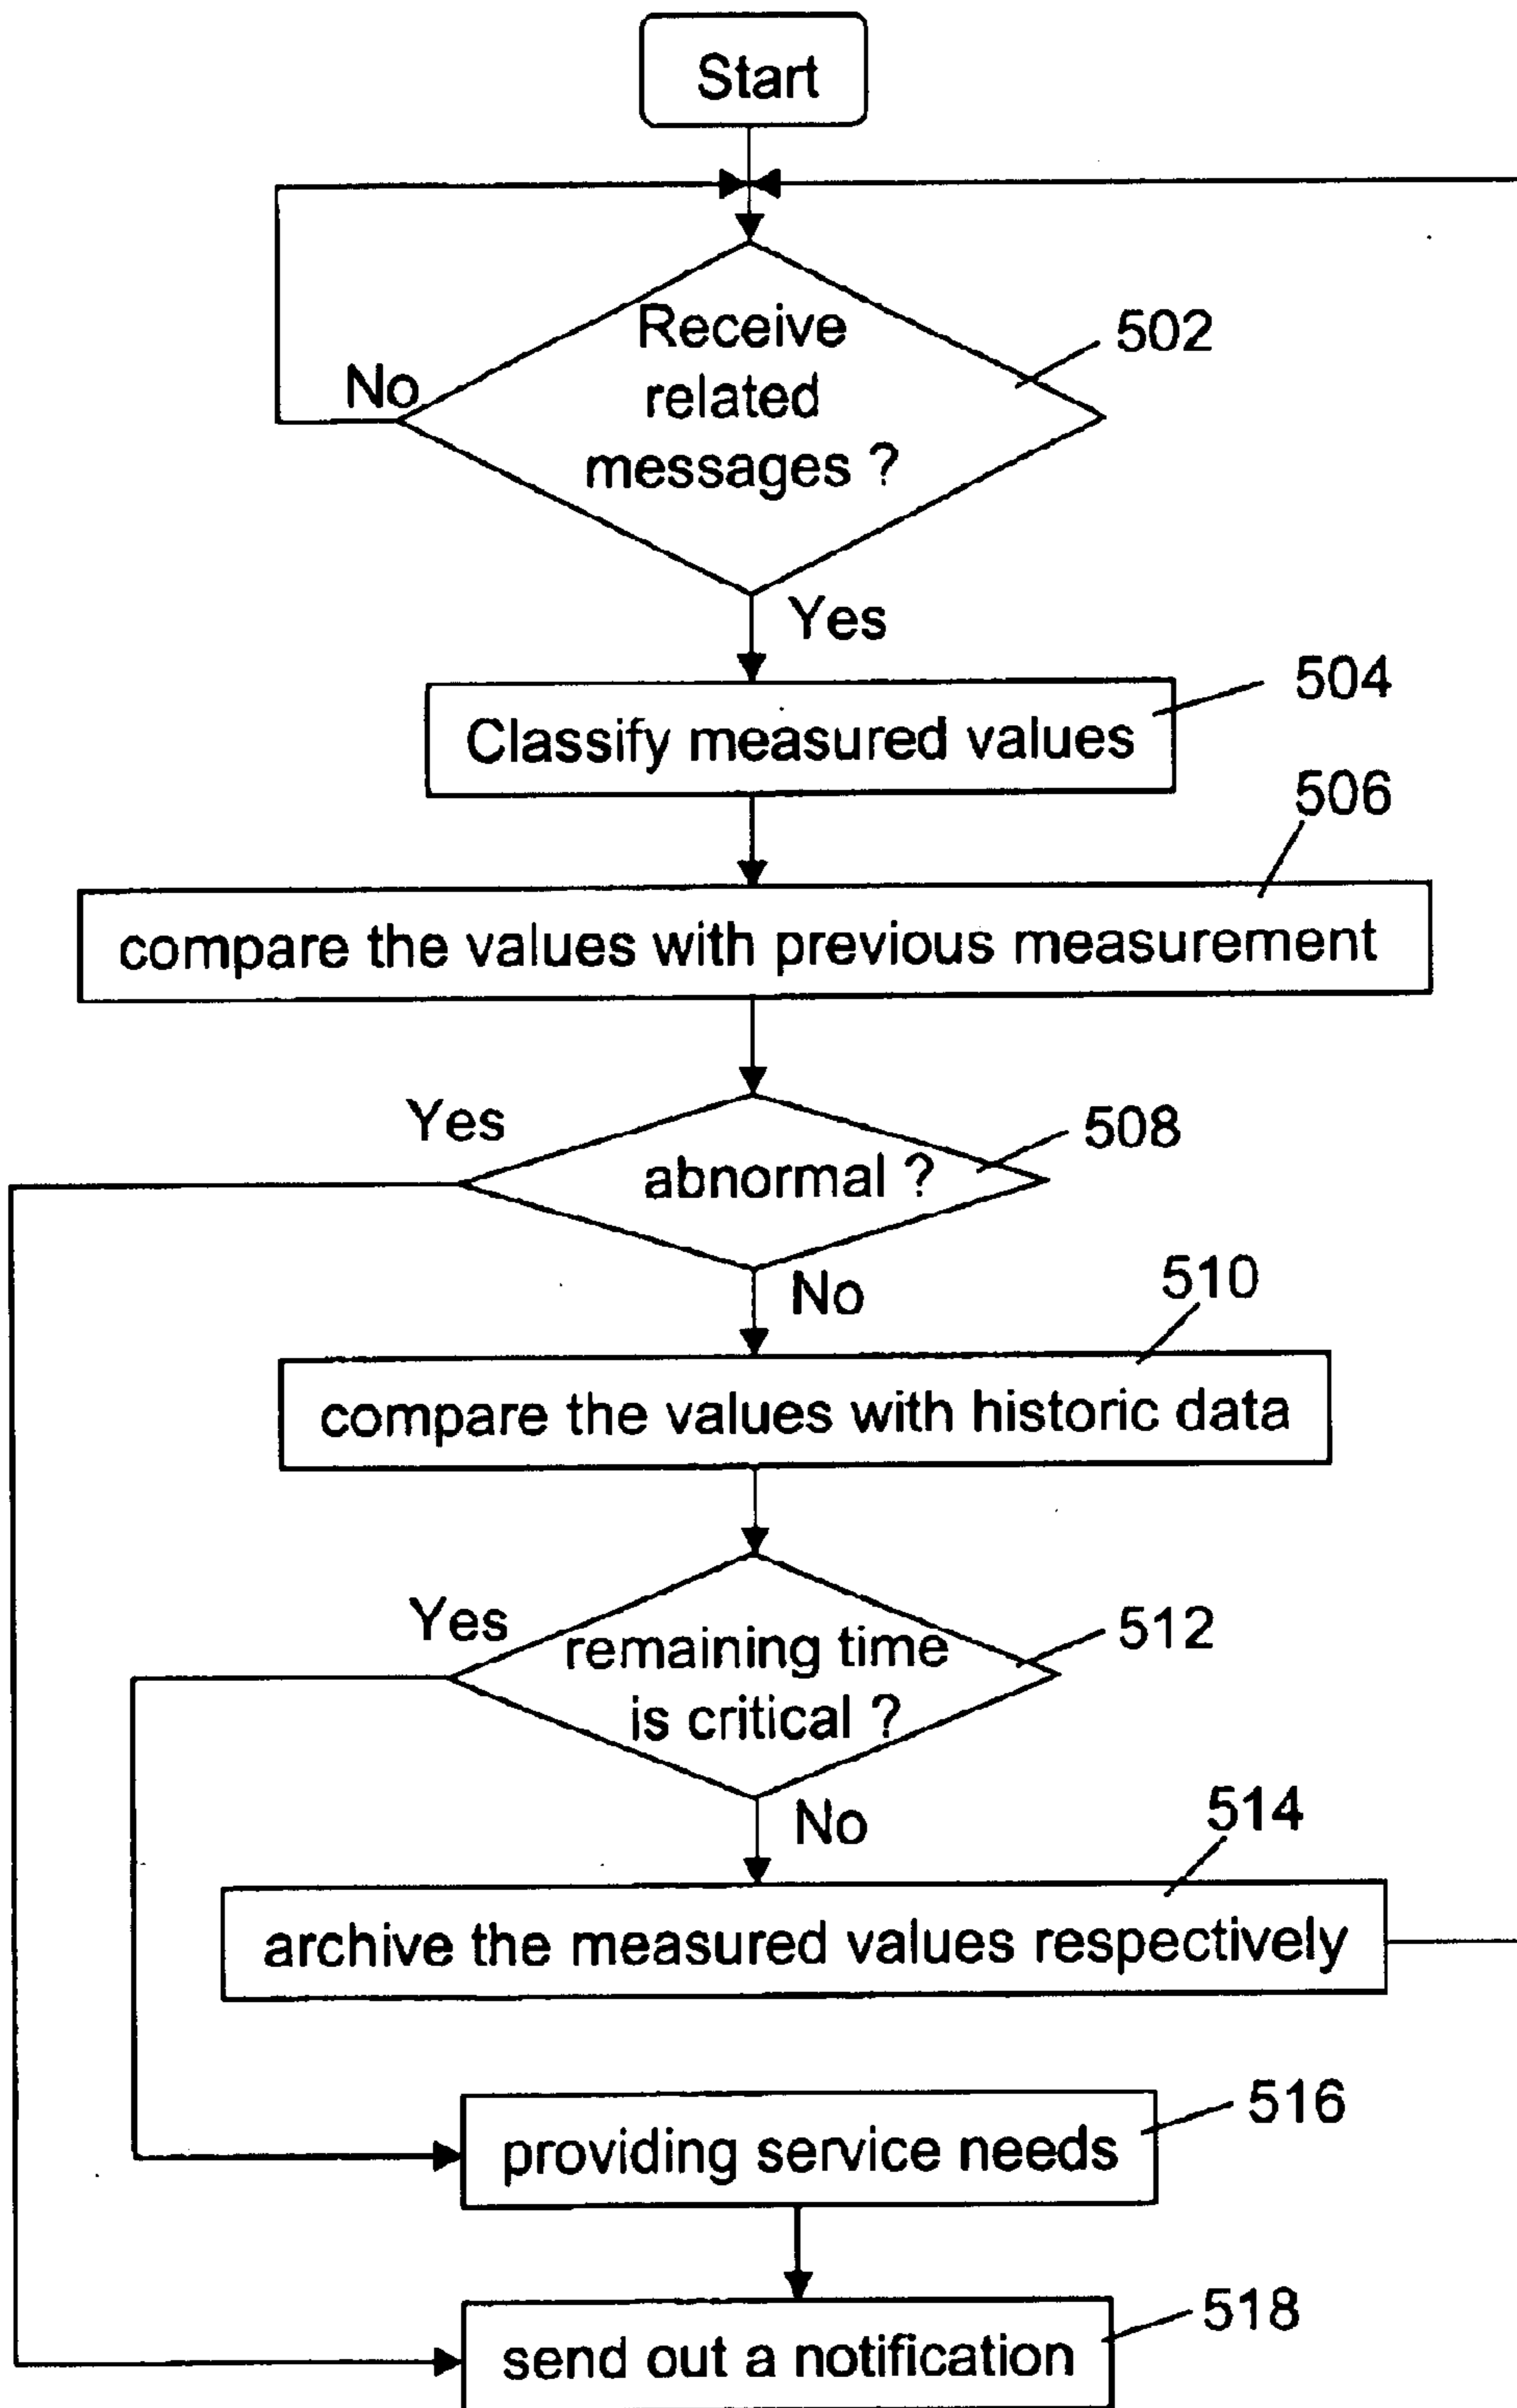 Start
Receive
related
messages ?
502
No
Yes
Classify measured values
504
506
compare the values with previous measurement
Yes
abnormal ?
508
No
510
compare the values with historic data
Yes
remaining time
is critical ?
512
No
514
archive the measured values respectively
516
providing service needs
518
send out a notification